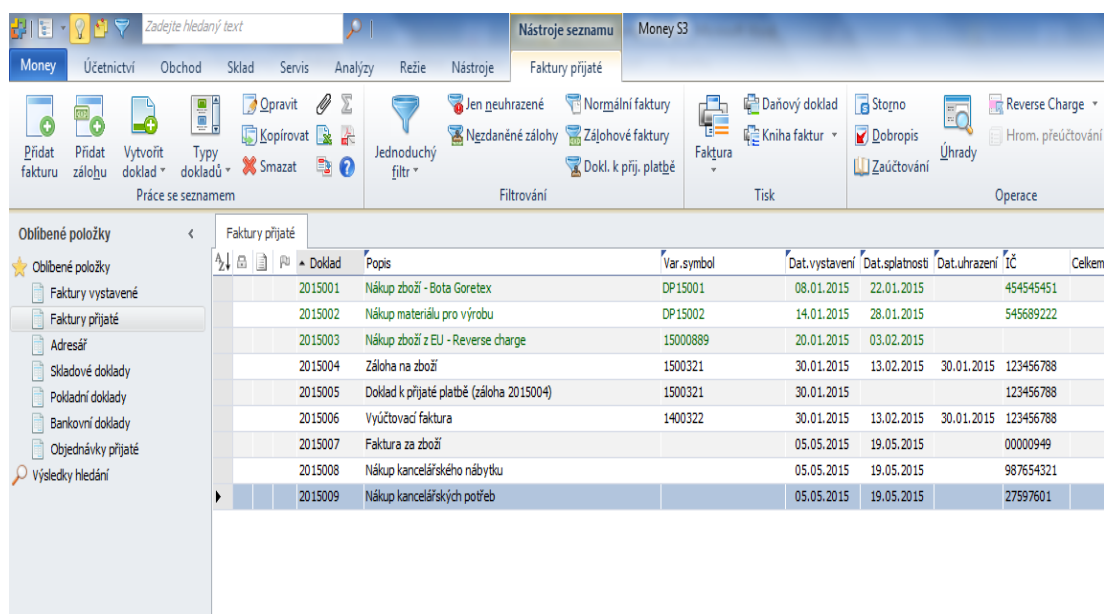 Zadejte hledaný text
Nástroje seznamu Money S3
Money Účetnictví Obchod Sklad Servis Analýzy Režie Nástroje Faktury přijaté
Přidat fakturu
Přidat zálohu
Vytvořit doklad
Typy dokladů
Opravit
Kopírovat
Smazat
Práce se seznamem
Jednoduchý filtr
Jen neuhrazené
Nezdaněné zálohy
Normální faktury
Zálohové faktury
Dokl. k přij. platbě
Filtrování
Faktura
Daňový doklad
Kniha faktur
Tisk
Storno
Dobropis
Zaúčtování
Úhrady
Reverse Charge
Hrom. přeúčtování
Operace
Oblíbené položky
Oblíbené položky
Faktury vystavené
Faktury přijaté
Adresář
Skladové doklady
Pokladní doklady
Bankovní doklady
Objednávky přijaté
Výsledky hledání
Faktury přijaté
Doklad Popis Var.symbol Dat.vystavení Dat.splatnosti Dat.uhrazení IČ Celkem
2015001 Nákup zboží - Bota Goretex DP15001 08.01.2015 22.01.2015 454545451
2015002 Nákup materiálu pro výrobu DP15002 14.01.2015 28.01.2015 545689222
2015003 Nákup zboží z EU - Reverse charge 15000889 20.01.2015 03.02.2015
2015004 Záloha na zboží 1500321 30.01.2015 13.02.2015 30.01.2015 123456788
2015005 Doklad k přijaté platbě (záloha 2015004) 1500321 30.01.2015 123456788
2015006 Vyúčtovací faktura 1400322 30.01.2015 13.02.2015 30.01.2015 123456788
2015007 Faktura za zboží 05.05.2015 19.05.2015 00000949
2015008 Nákup kancelářského nábytku 05.05.2015 19.05.2015 987654321
2015009 Nákup kancelářských potřeb 05.05.2015 19.05.2015 27597601